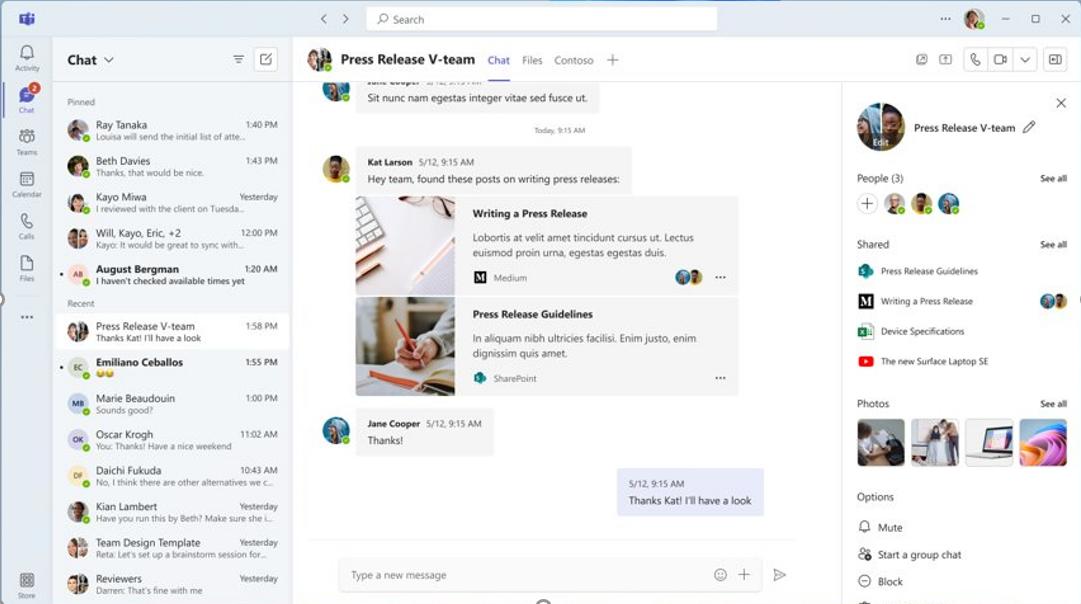 Search
Activity
2
Chat
Teams
Calendar
Calls
Files
Store
Chat
Pinned
Ray Tanaka 1:40 PM
Louisa will send the initial list of atte...
Beth Davies 1:43 PM
Thanks, that would be nice.
Kayo Miwa Yesterday
I reviewed with the client on Tuesda...
Will, Kayo, Eric, +2 12:00 PM
Kayo: It would be great to sync with...
AB
August Bergman 1:20 AM
I haven't checked available times yet
Recent
Press Release V-team 1:58 PM
Thanks Kat! I'll have a look
EC
Emiliano Ceballos 1:55 PM
😂😂
MB
Marie Beaudouin 1:00 PM
Sounds good?
OK
Oscar Krogh 11:02 AM
You: Thanks! Have a nice weekend
DF
Daichi Fukuda 10:43 AM
No, I think there are other alternatives we c...
Kian Lambert Yesterday
Have you run this by Beth? Make sure she i...
Team Design Template Yesterday
Reta: Let's set up a brainstorm session for...
Reviewers Yesterday
Darren: That's fine with me
Press Release V-team Chat Files Contoso
Jane Cooper 5/12, 9:15 AM
Sit nunc nam egestas integer vitae sed fusce ut.
Today, 9:15 AM
Kat Larson 5/12, 9:15 AM
Hey team, found these posts on writing press releases:
Writing a Press Release
Lobortis at velit amet tincidunt cursus ut. Lectus
euismod proin urna, egestas egestas duis.
Medium
Press Release Guidelines
In aliquam nibh ultricies facilisi. Enim justo, enim
dignissim quis amet.
SharePoint
Jane Cooper 5/12, 9:15 AM
Thanks!
5/12, 9:15 AM
Thanks Kat! I'll have a look
Type a new message
Edit
Press Release V-team
People (3) See all
Shared See all
Press Release Guidelines
Writing a Press Release
Device Specifications
The new Surface Laptop SE
Photos See all
Options
Mute
Start a group chat
Block